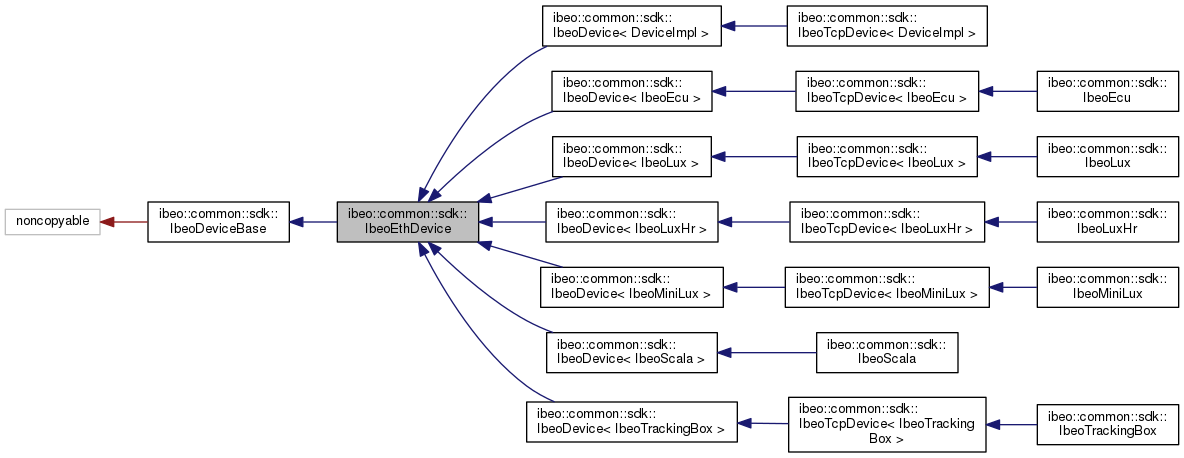 ibeo::common::sdk::
IbeoDevice< DeviceImpl >
ibeo::common::sdk::
IbeoTcpDevice< DeviceImpl >
ibeo::common::sdk::
IbeoDevice< IbeoEcu >
ibeo::common::sdk::
IbeoTcpDevice< IbeoEcu >
ibeo::common::sdk::
IbeoEcu
ibeo::common::sdk::
IbeoDevice< IbeoLux >
ibeo::common::sdk::
IbeoTcpDevice< IbeoLux >
ibeo::common::sdk::
IbeoLux
noncopyable
ibeo::common::sdk::
IbeoDeviceBase
ibeo::common::sdk::
IbeoEthDevice
ibeo::common::sdk::
IbeoDevice< IbeoLuxHr >
ibeo::common::sdk::
IbeoTcpDevice< IbeoLuxHr >
ibeo::common::sdk::
IbeoLuxHr
ibeo::common::sdk::
IbeoDevice< IbeoMiniLux >
ibeo::common::sdk::
IbeoTcpDevice< IbeoMiniLux >
ibeo::common::sdk::
IbeoMiniLux
ibeo::common::sdk::
IbeoDevice< IbeoScala >
ibeo::common::sdk::
IbeoScala
ibeo::common::sdk::
IbeoDevice< IbeoTrackingBox >
ibeo::common::sdk::
IbeoTcpDevice< IbeoTracking
Box >
ibeo::common::sdk::
IbeoTrackingBox